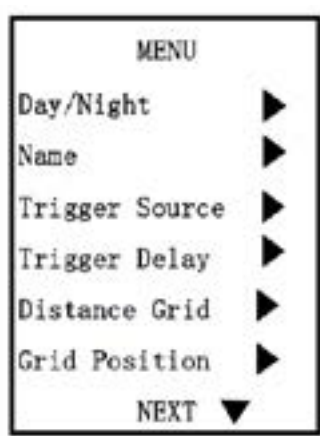 MENU
Day/Night
Name
Trigger Source
Trigger Delay
Distance Grid
Grid Position
NEXT